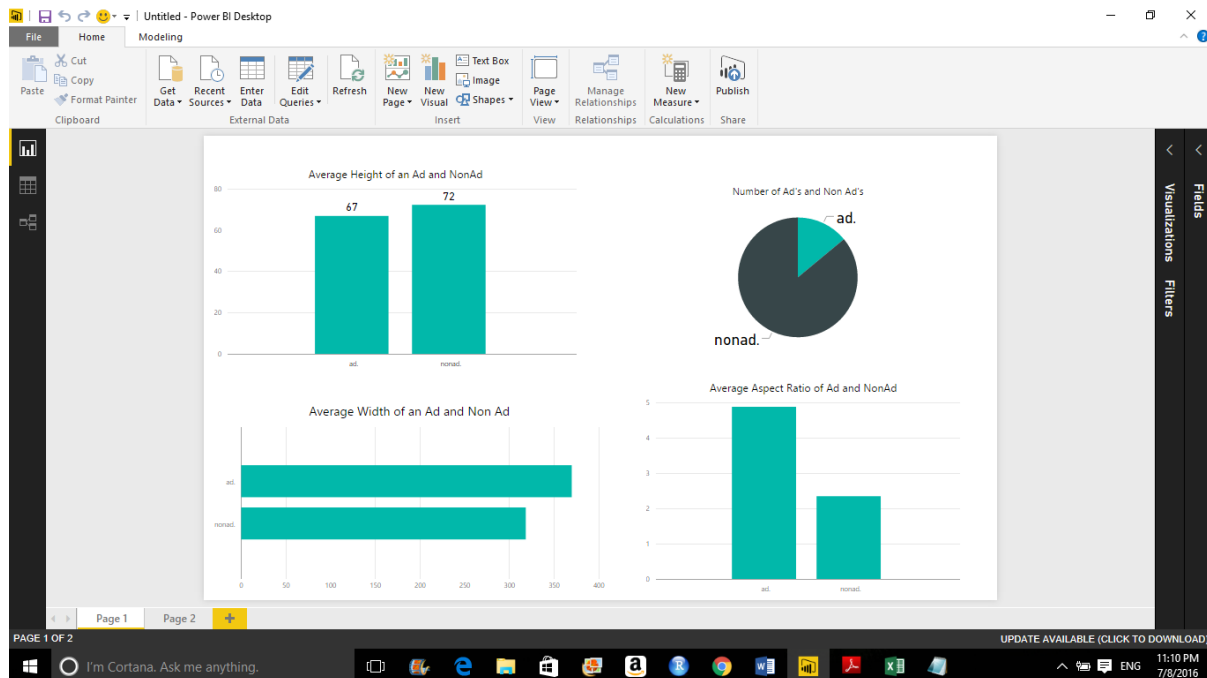 Untitled - Power BI Desktop
File Home Modeling
Paste
Cut
Copy
Format Painter
Clipboard
Get Data
Recent Sources
Enter Data
Edit Queries
Refresh
External Data
New Page
New Visual
Text Box
Image
Shapes
Insert
Page View
View
Manage Relationships
Relationships
New Measure
Calculations
Publish
Share
Average Height of an Ad and NonAd
80
60
40
20
0
67
72
ad.
nonad.
Number of Ad's and Non Ad's
ad.
nonad.
Average Width of an Ad and Non Ad
ad.
nonad.
0 50 100 150 200 250 300 350 400
Average Aspect Ratio of Ad and NonAd
5
4
3
2
1
0
ad.
nonad.
Visualizations
Filters
Fields
Page 1 Page 2 +
PAGE 1 OF 2
UPDATE AVAILABLE (CLICK TO DOWNLOAD)
I'm Cortana. Ask me anything.
ENG
11:10 PM
7/8/2016